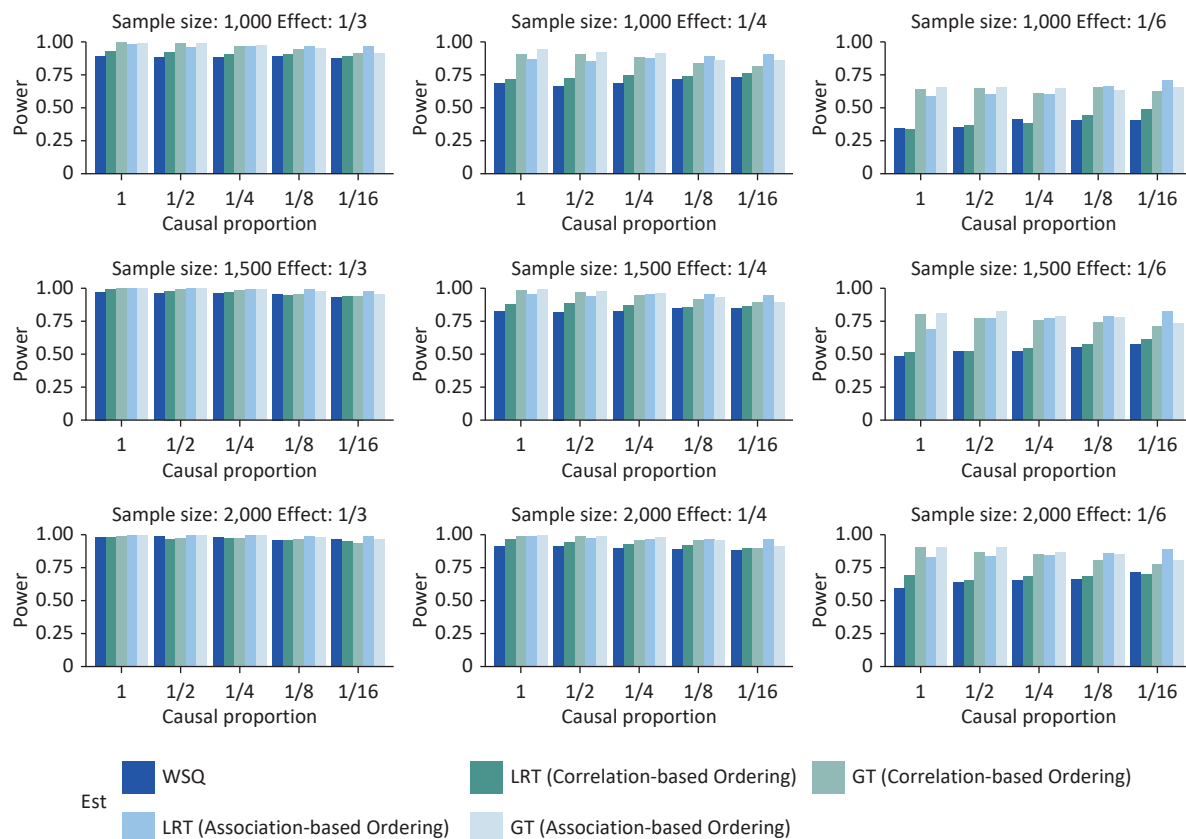 Sample size: 1,000 Effect: 1/3
Power
1.00
0.75
0.50
0.25
0
1 1/2 1/4 1/8 1/16
Causal proportion
Sample size: 1,000 Effect: 1/4
Power
1.00
0.75
0.50
0.25
0
1 1/2 1/4 1/8 1/16
Causal proportion
Sample size: 1,000 Effect: 1/6
Power
1.00
0.75
0.50
0.25
0
1 1/2 1/4 1/8 1/16
Causal proportion
Sample size: 1,500 Effect: 1/3
Power
1.00
0.75
0.50
0.25
0
1 1/2 1/4 1/8 1/16
Causal proportion
Sample size: 1,500 Effect: 1/4
Power
1.00
0.75
0.50
0.25
0
1 1/2 1/4 1/8 1/16
Causal proportion
Sample size: 1,500 Effect: 1/6
Power
1.00
0.75
0.50
0.25
0
1 1/2 1/4 1/8 1/16
Causal proportion
Sample size: 2,000 Effect: 1/3
Power
1.00
0.75
0.50
0.25
0
1 1/2 1/4 1/8 1/16
Causal proportion
Sample size: 2,000 Effect: 1/4
Power
1.00
0.75
0.50
0.25
0
1 1/2 1/4 1/8 1/16
Causal proportion
Sample size: 2,000 Effect: 1/6
Power
1.00
0.75
0.50
0.25
0
1 1/2 1/4 1/8 1/16
Causal proportion
Est
WSQ
LRT (Correlation-based Ordering)
GT (Correlation-based Ordering)
LRT (Association-based Ordering)
GT (Association-based Ordering)